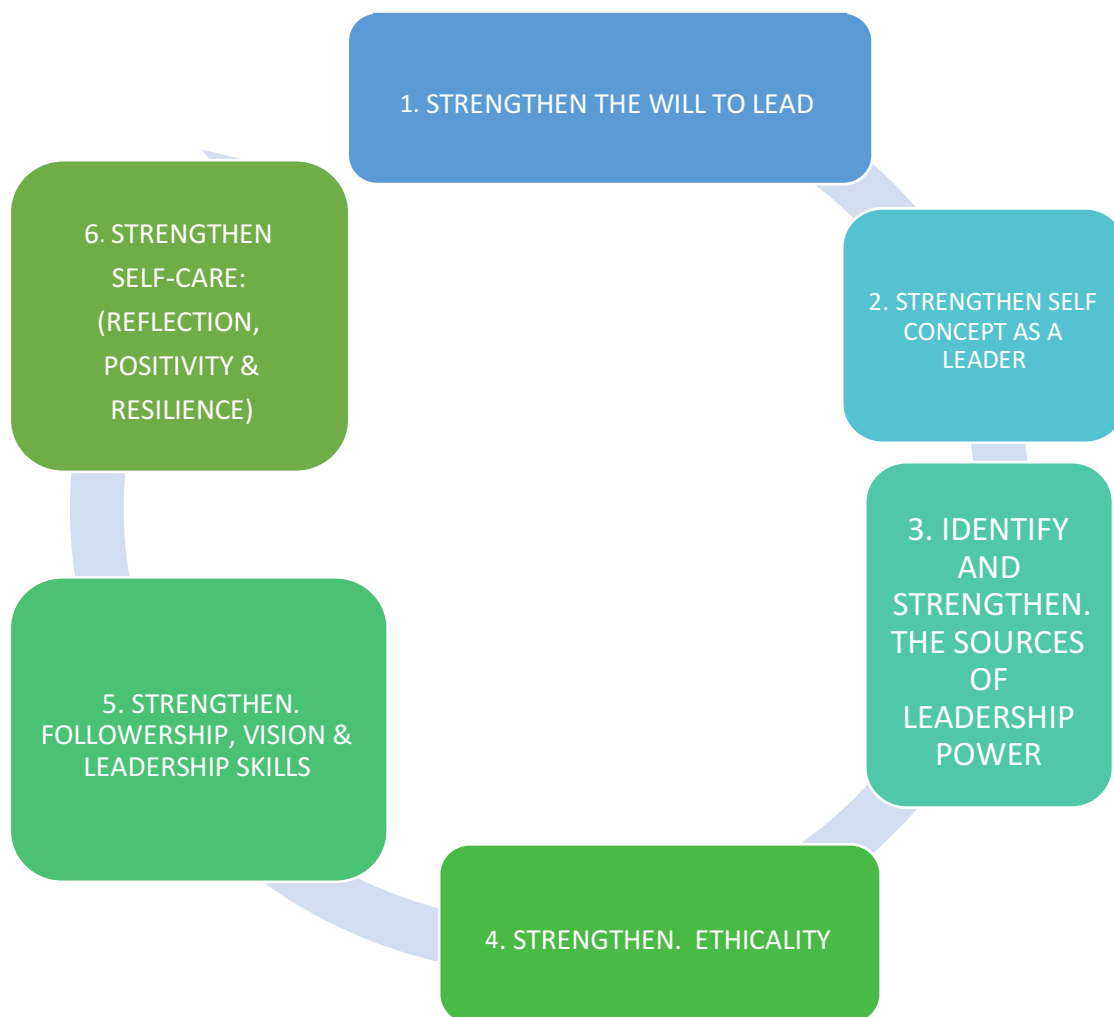 1. STRENGTHEN THE WILL TO LEAD
2. STRENGTHEN SELF
CONCEPT AS A
LEADER
3. IDENTIFY
AND
STRENGTHEN.
THE SOURCES
OF
LEADERSHIP
POWER
4. STRENGTHEN.  ETHICALITY
5. STRENGTHEN.
FOLLOWERSHIP, VISION &
LEADERSHIP SKILLS
6. STRENGTHEN
SELF-CARE:
(REFLECTION,
POSITIVITY &
RESILIENCE)